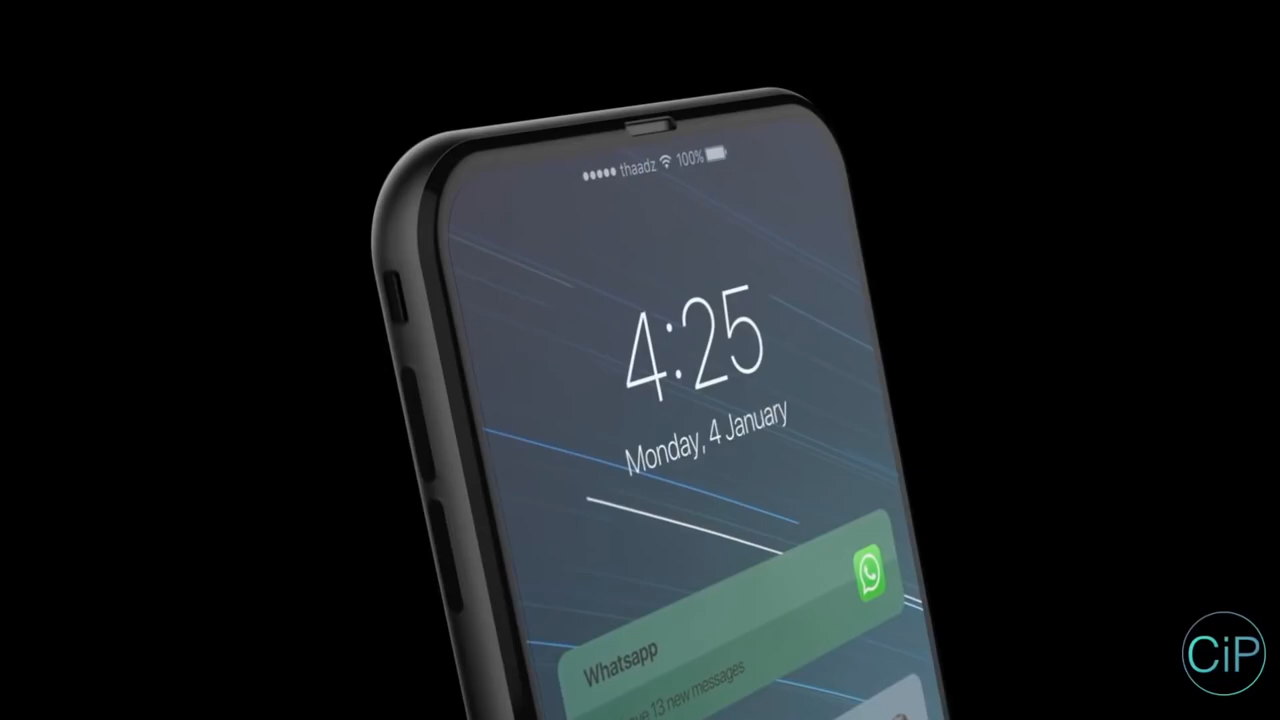 thaadz 100%
4:25
Monday, 4 January
Whatsapp
13 new messages
CiP